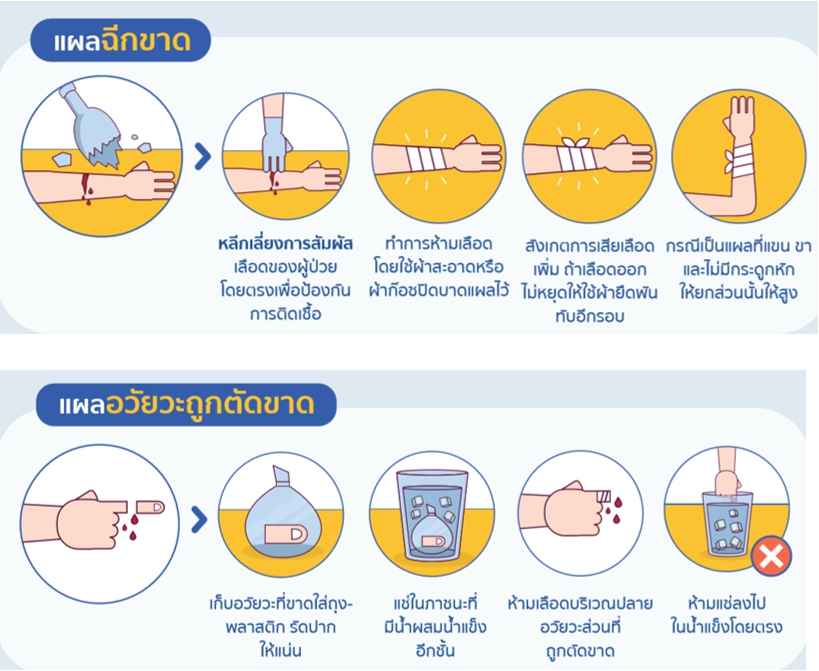 แผลฉีกขาด
หลีกเลี่ยงการสัมผัส
เลือดของผู้ป่วย
โดยตรงเพื่อป้องกัน
การติดเชื้อ
ทำการห้ามเลือด
โดยใช้ผ้าสะอาดหรือ
ผ้าก๊อซปิดบาดแผลไว้
สังเกตการเสียเลือด
เพิ่ม ถ้าเลือดออก
ไม่หยุดให้ใช้ผ้ายืดพัน
ทับอีกรอบ
กรณีเป็นแผลที่แขน ขา
และไม่มีกระดูกหัก
ให้ยกส่วนนั้นให้สูง
แผลอวัยวะถูกตัดขาด
เก็บอวัยวะที่ขาดใส่ถุง-
พลาสติก รัดปาก
ให้แน่น
แช่ในภาชนะที่
มีน้ำผสมน้ำแข็ง
อีกชั้น
ห้ามเลือดบริเวณปลาย
อวัยวะส่วนที่
ถูกตัดขาด
ห้ามแช่ลงไป
ในน้ำแข็งโดยตรง